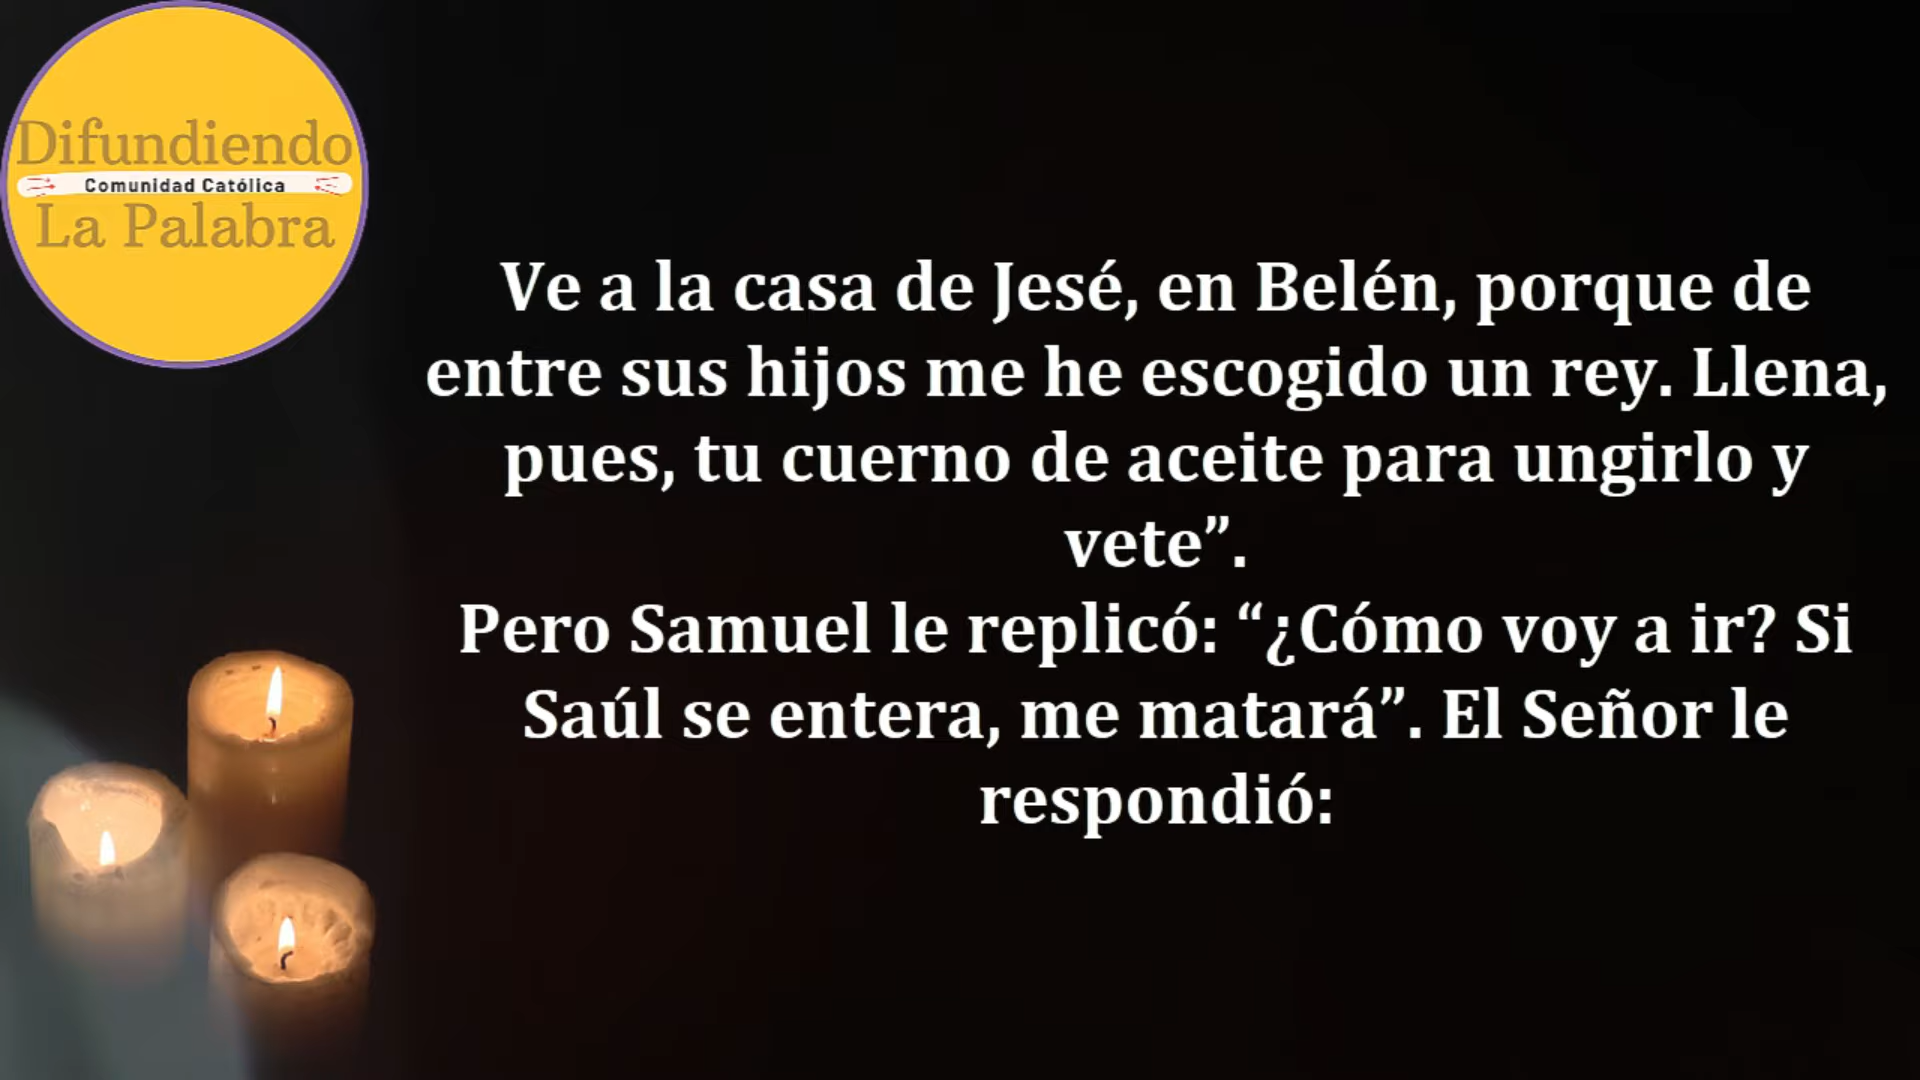 Difundiendo
Comunidad Católica
La Palabra
Ve a la casa de Jesé, en Belén, porque de
entre sus hijos me he escogido un rey. Llena,
pues, tu cuerno de aceite para ungirlo y
vete”.
Pero Samuel le replicó: “¿Cómo voy a ir? Si
Saúl se entera, me matará”. El Señor le
respondió: